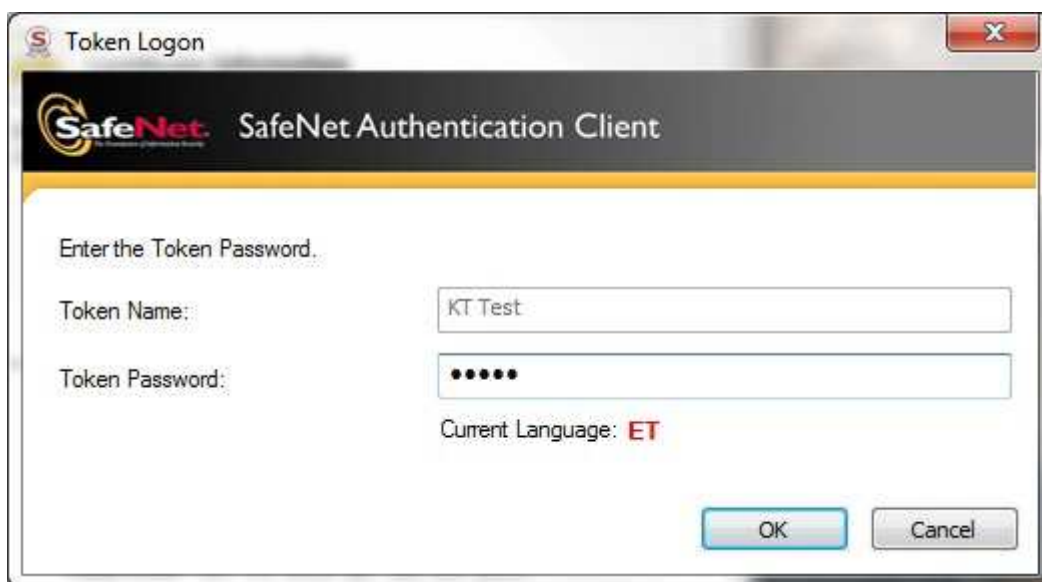 Token Logon
SafeNet.
SafeNet Authentication Client
Enter the Token Password.
Token Name:
KT Test
Token Password:
•••••
Current Language: ET
OK
Cancel